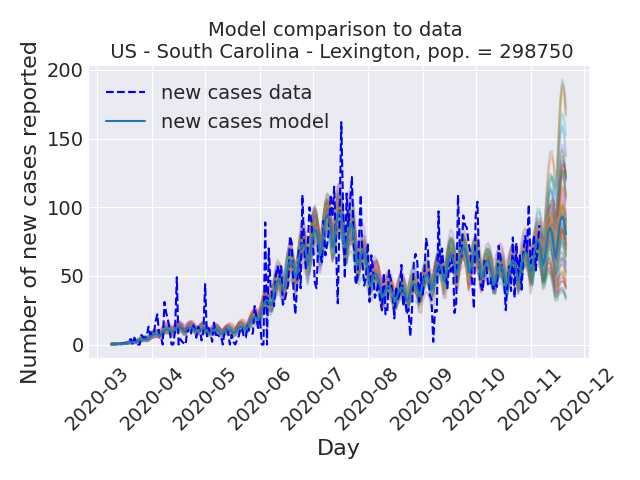 Model comparison to data
US - South Carolina - Lexington, pop. = 298750
Number of new cases reported
200
150
100
50
0
new cases data
new cases model
2020-03
2020-04
2020-05
2020-06
2020-07
2020-08
2020-09
2020-10
2020-11
2020-12
Day